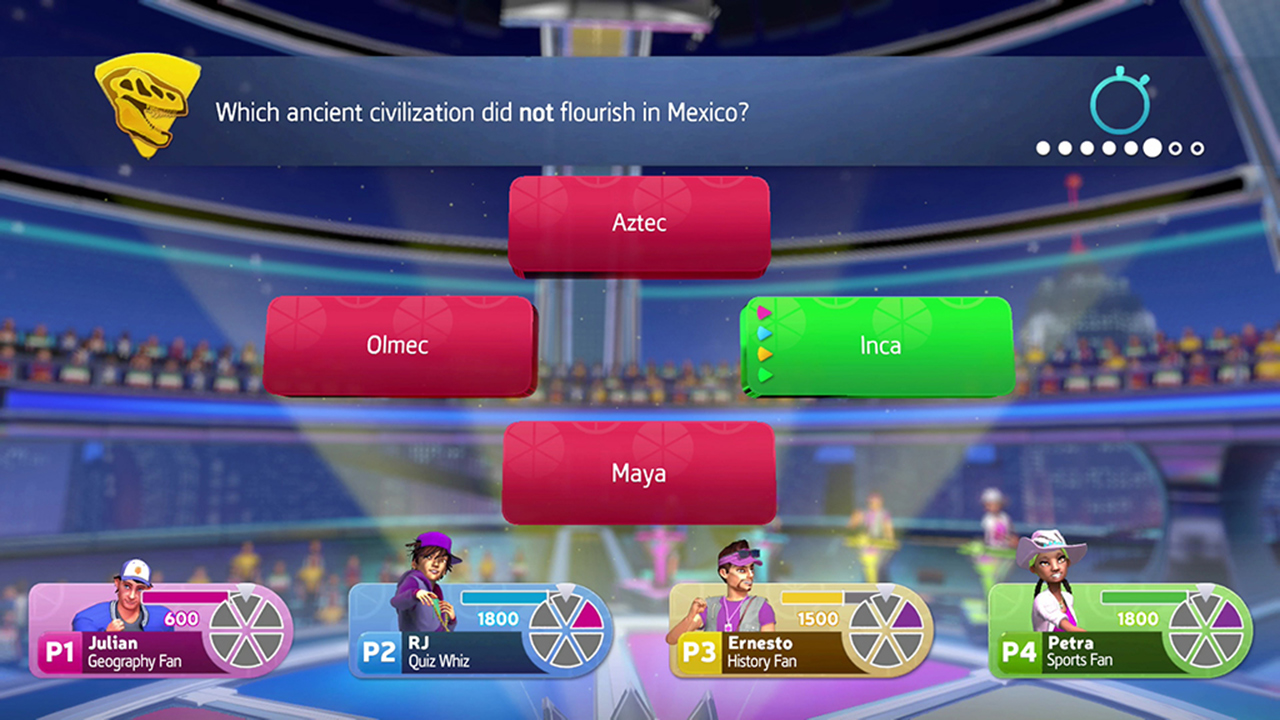 Which ancient civilization did not flourish in Mexico?
Aztec
Olmec
Inca
Maya
600
P1
Julian
Geography Fan
1800
P2
RJ
Quiz Whiz
1500
P3
Ernesto
History Fan
1800
P4
Petra
Sports Fan